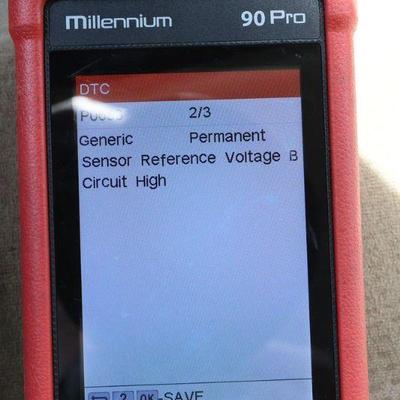 Millennium 90 Pro
DTC
2/3
Generic Permanent
Sensor Reference Voltage B
Circuit High
? OK-SAVE